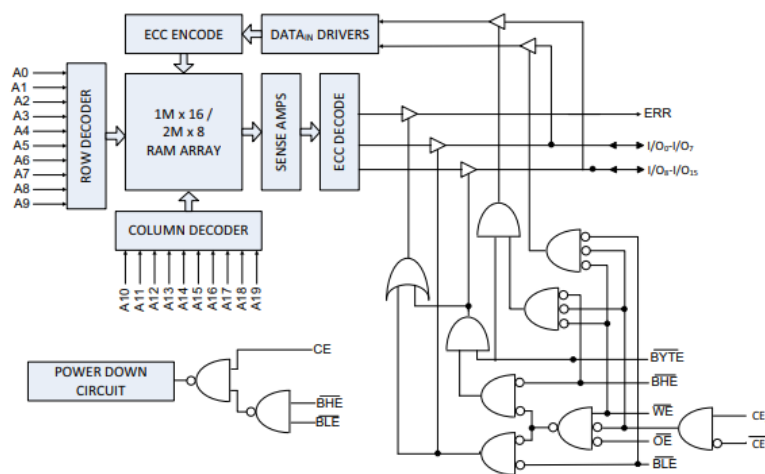 ECC ENCODE
DATAIN DRIVERS
A0
A1
A2
A3
A4
A5
A6
A7
A8
A9
ROW DECODER
1M x 16 /
2M x 8
RAM ARRAY
SENSE AMPS
ECC DECODE
ERR
I/O0-I/O7
I/O8-I/O15
COLUMN DECODER
A10
A11
A12
A13
A14
A15
A16
A17
A18
A19
POWER DOWN
CIRCUIT
CE
BHE
BLE
BYTE
BHE
WE
OE
BLE
CE
CE